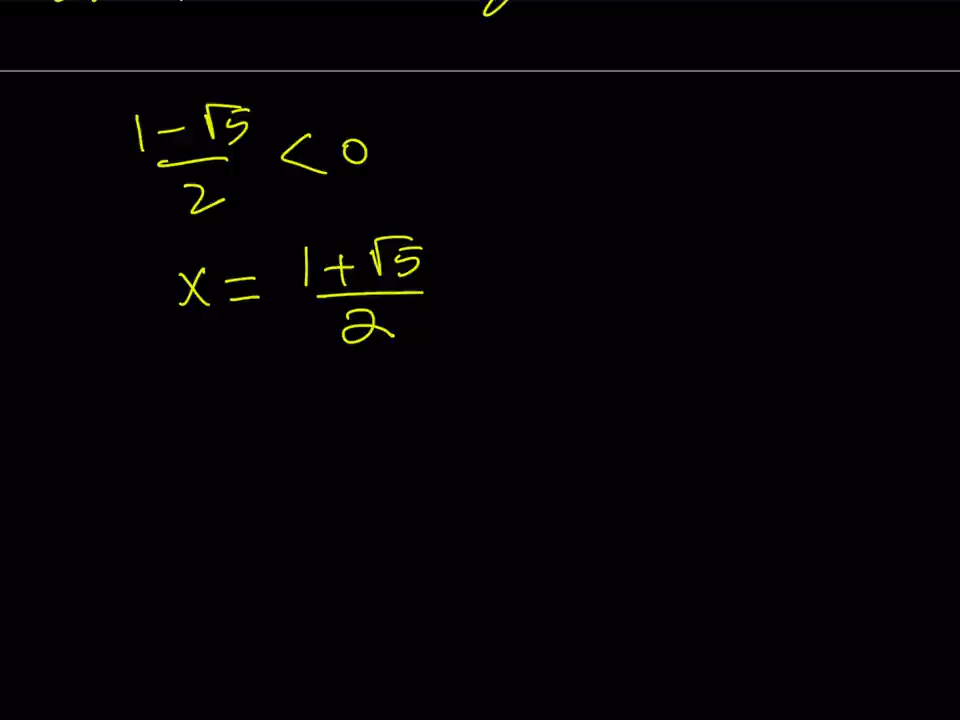 (1 - √5)/2 < 0
x = (1 + √5)/2